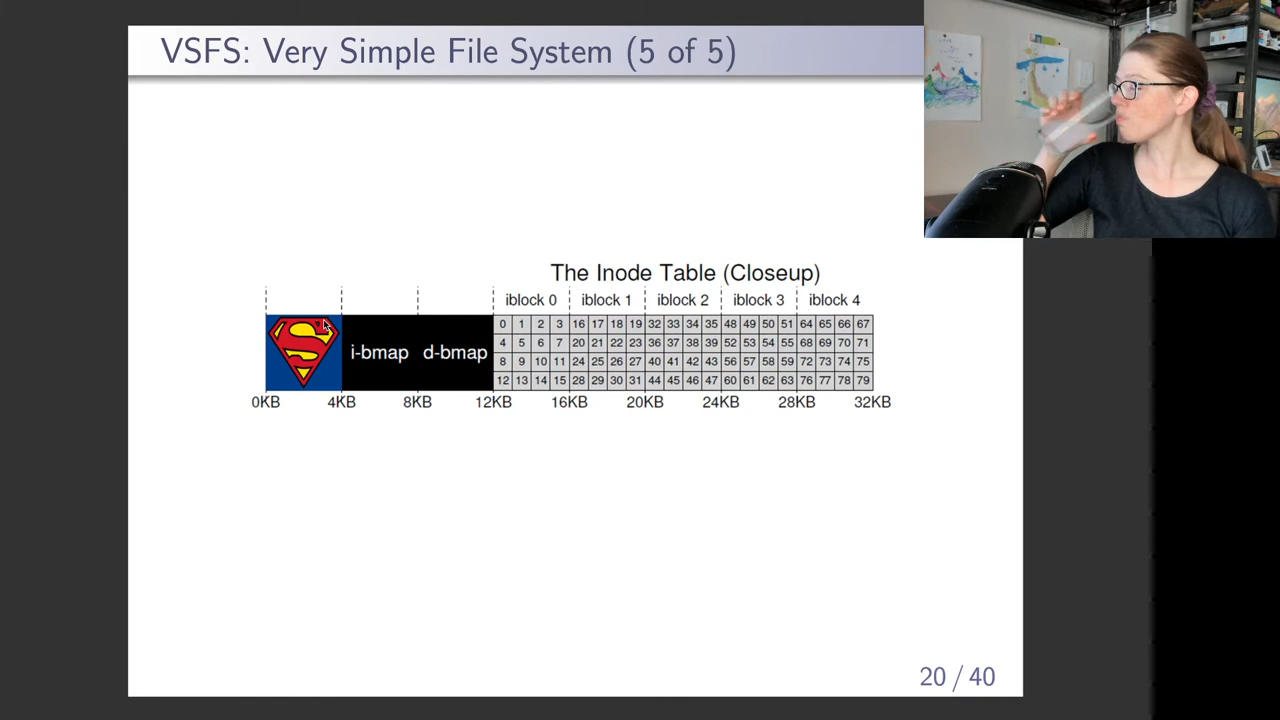 VSFS: Very Simple File System (5 of 5)
The Inode Table (Closeup)
iblock 0 iblock 1 iblock 2 iblock 3 iblock 4
S
0 1 2 3 16 17 18 19 32 33 34 35 48 49 50 51 64 65 66 67
i-bmap d-bmap
4 5 6 7 20 21 22 23 36 37 38 39 52 53 54 55 68 69 70 71
8 9 10 11 24 25 26 27 40 41 42 43 56 57 58 59 72 73 74 75
12 13 14 15 28 29 30 31 44 45 46 47 60 61 62 63 76 77 78 79
0KB 4KB 8KB 12KB 16KB 20KB 24KB 28KB 32KB
20 / 40